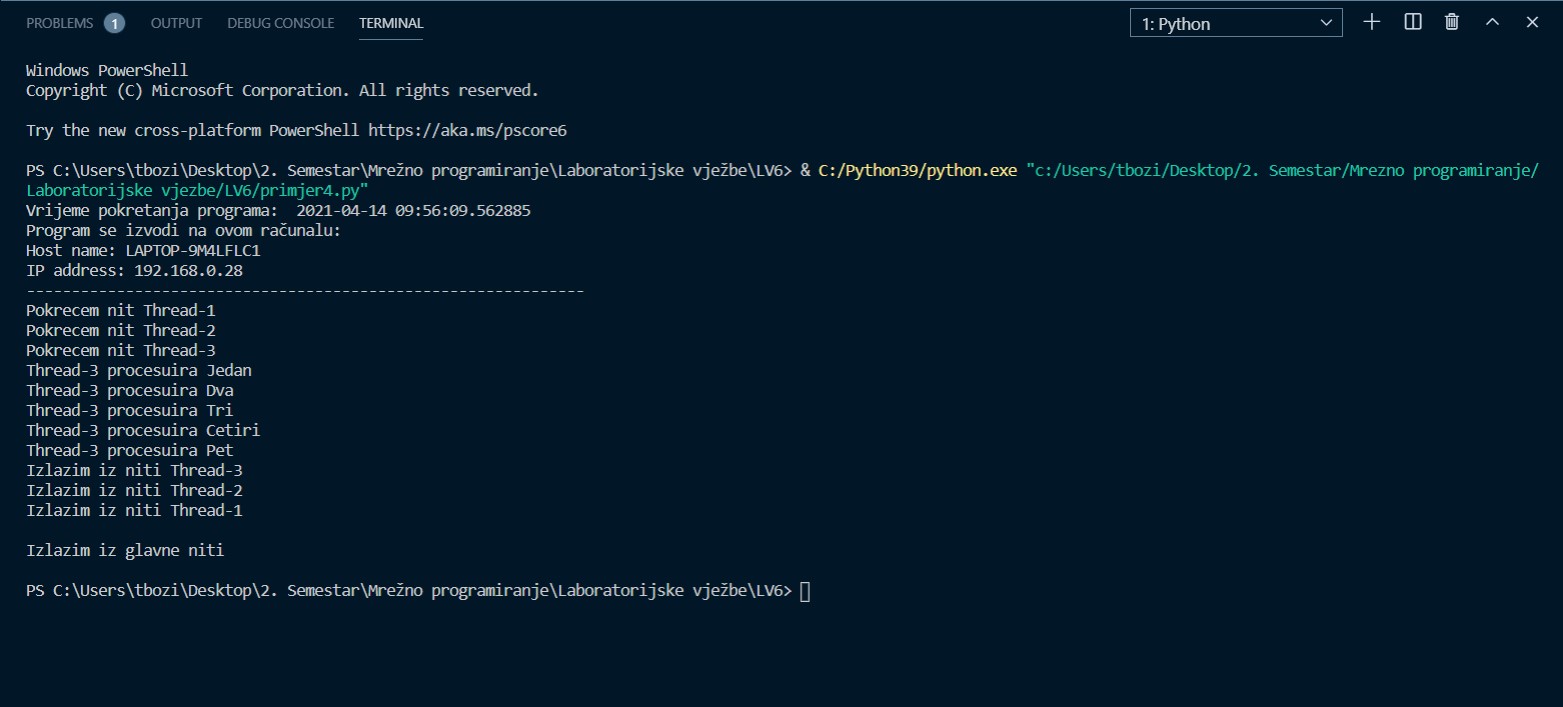 PROBLEMS 1 OUTPUT DEBUG CONSOLE TERMINAL 1: Python
Windows PowerShell
Copyright (C) Microsoft Corporation. All rights reserved.
Try the new cross-platform PowerShell https://aka.ms/pscore6
PS C:\Users\tbozi\Desktop\2. Semestar\Mrežno programiranje\Laboratorijske vježbe\LV6> & C:/Python39/python.exe "c:/Users/tbozi/Desktop/2. Semestar/Mrezno programiranje/
Laboratorijske vjezbe/LV6/primjer4.py"
Vrijeme pokretanja programa:  2021-04-14 09:56:09.562885
Program se izvodi na ovom računalu:
Host name: LAPTOP-9M4LFLC1
IP address: 192.168.0.28
--------------------------------------------------------------
Pokrecem nit Thread-1
Pokrecem nit Thread-2
Pokrecem nit Thread-3
Thread-3 procesuira Jedan
Thread-3 procesuira Dva
Thread-3 procesuira Tri
Thread-3 procesuira Cetiri
Thread-3 procesuira Pet
Izlazim iz niti Thread-3
Izlazim iz niti Thread-2
Izlazim iz niti Thread-1
Izlazim iz glavne niti
PS C:\Users\tbozi\Desktop\2. Semestar\Mrežno programiranje\Laboratorijske vježbe\LV6>